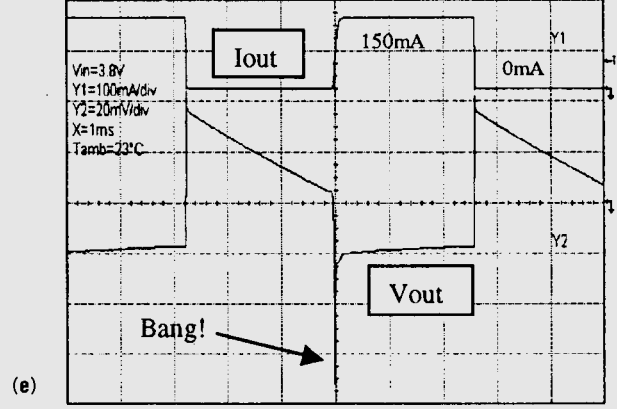 Iout
150mA
Y1
0mA
Vin=3.8V
Y1=100mA/div
Y2=20mV/div
X=1ms
Tamb=23°C
Y2
Vout
Bang!
(e)